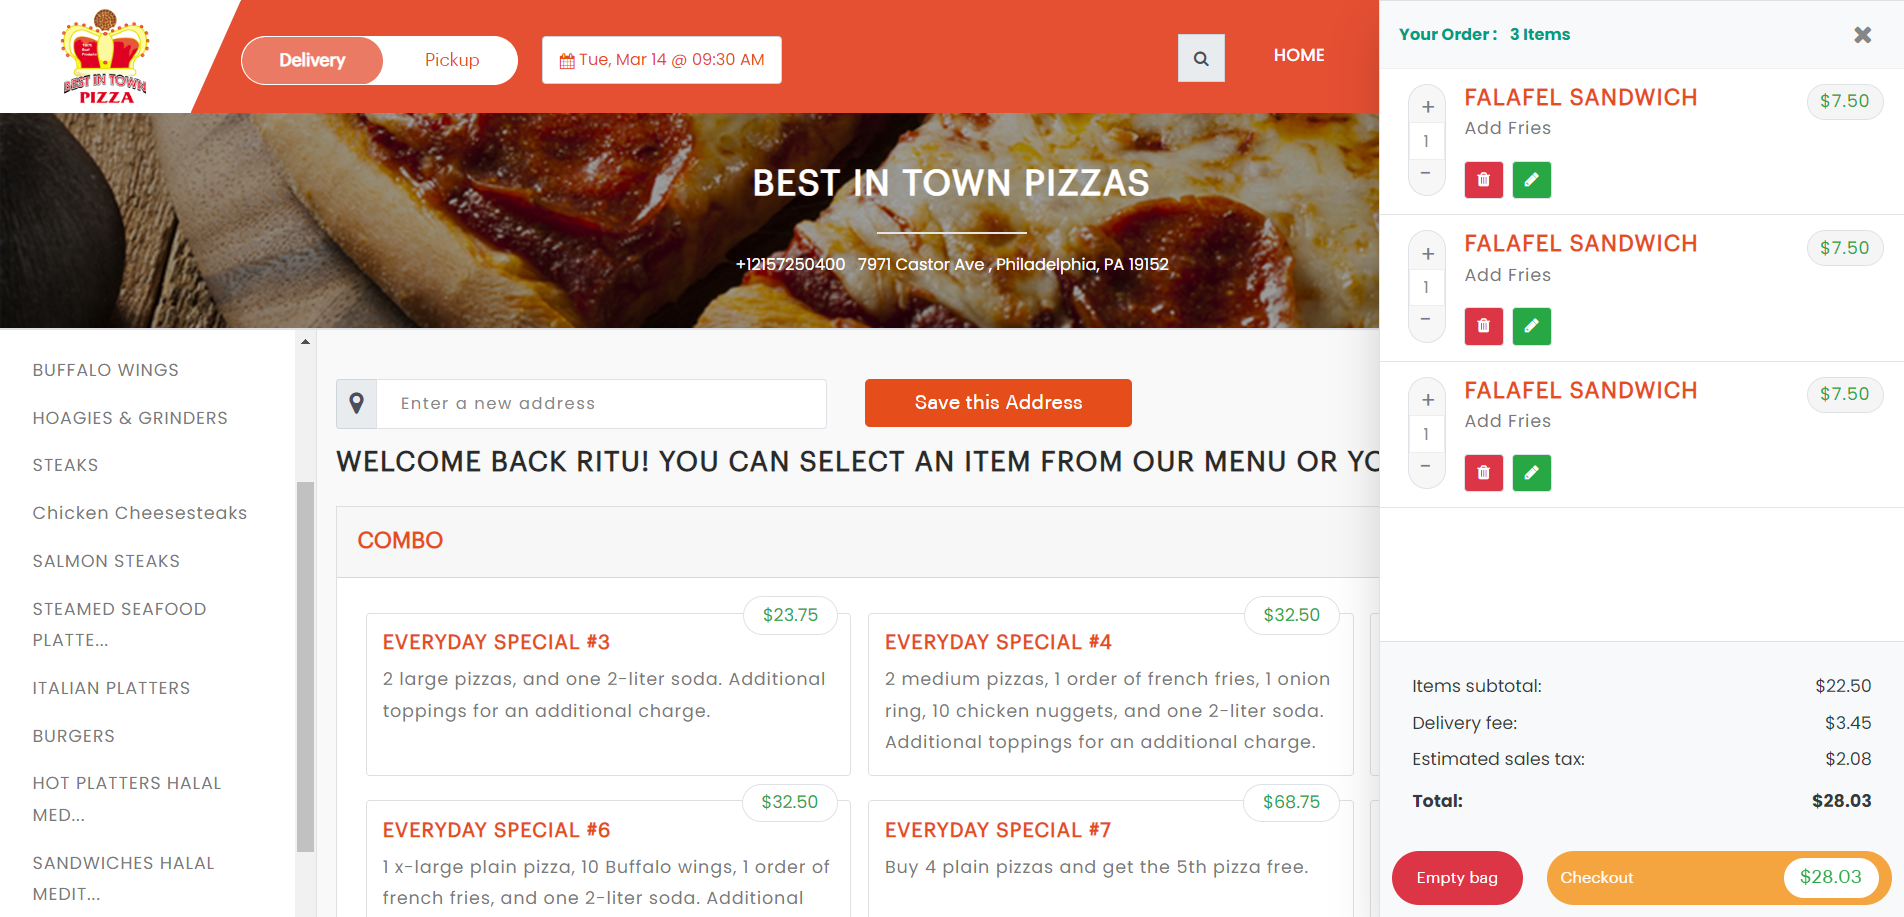 BEST IN TOWN
PIZZA
Delivery
Pickup
Tue, Mar 14 @ 09:30 AM
HOME
BEST IN TOWN PIZZAS
+12157250400 7971 Castor Ave , Philadelphia, PA 19152
BUFFALO WINGS
HOAGIES & GRINDERS
STEAKS
Chicken Cheesesteaks
SALMON STEAKS
STEAMED SEAFOOD
PLATTE...
ITALIAN PLATTERS
BURGERS
HOT PLATTERS HALAL
MED...
SANDWICHES HALAL
MEDIT...
Enter a new address
Save this Address
WELCOME BACK RITU! YOU CAN SELECT AN ITEM FROM OUR MENU OR YO
COMBO
$23.75
EVERYDAY SPECIAL #3
2 large pizzas, and one 2-liter soda. Additional
toppings for an additional charge.
$32.50
EVERYDAY SPECIAL #4
2 medium pizzas, 1 order of french fries, 1 onion
ring, 10 chicken nuggets, and one 2-liter soda.
Additional toppings for an additional charge.
$32.50
EVERYDAY SPECIAL #6
1 x-large plain pizza, 10 Buffalo wings, 1 order of
french fries, and one 2-liter soda. Additional
$68.75
EVERYDAY SPECIAL #7
Buy 4 plain pizzas and get the 5th pizza free.
Your Order : 3 Items
+
1
−
FALAFEL SANDWICH
$7.50
Add Fries
+
1
−
FALAFEL SANDWICH
$7.50
Add Fries
+
1
−
FALAFEL SANDWICH
$7.50
Add Fries
Items subtotal: $22.50
Delivery fee: $3.45
Estimated sales tax: $2.08
Total: $28.03
Empty bag
Checkout $28.03